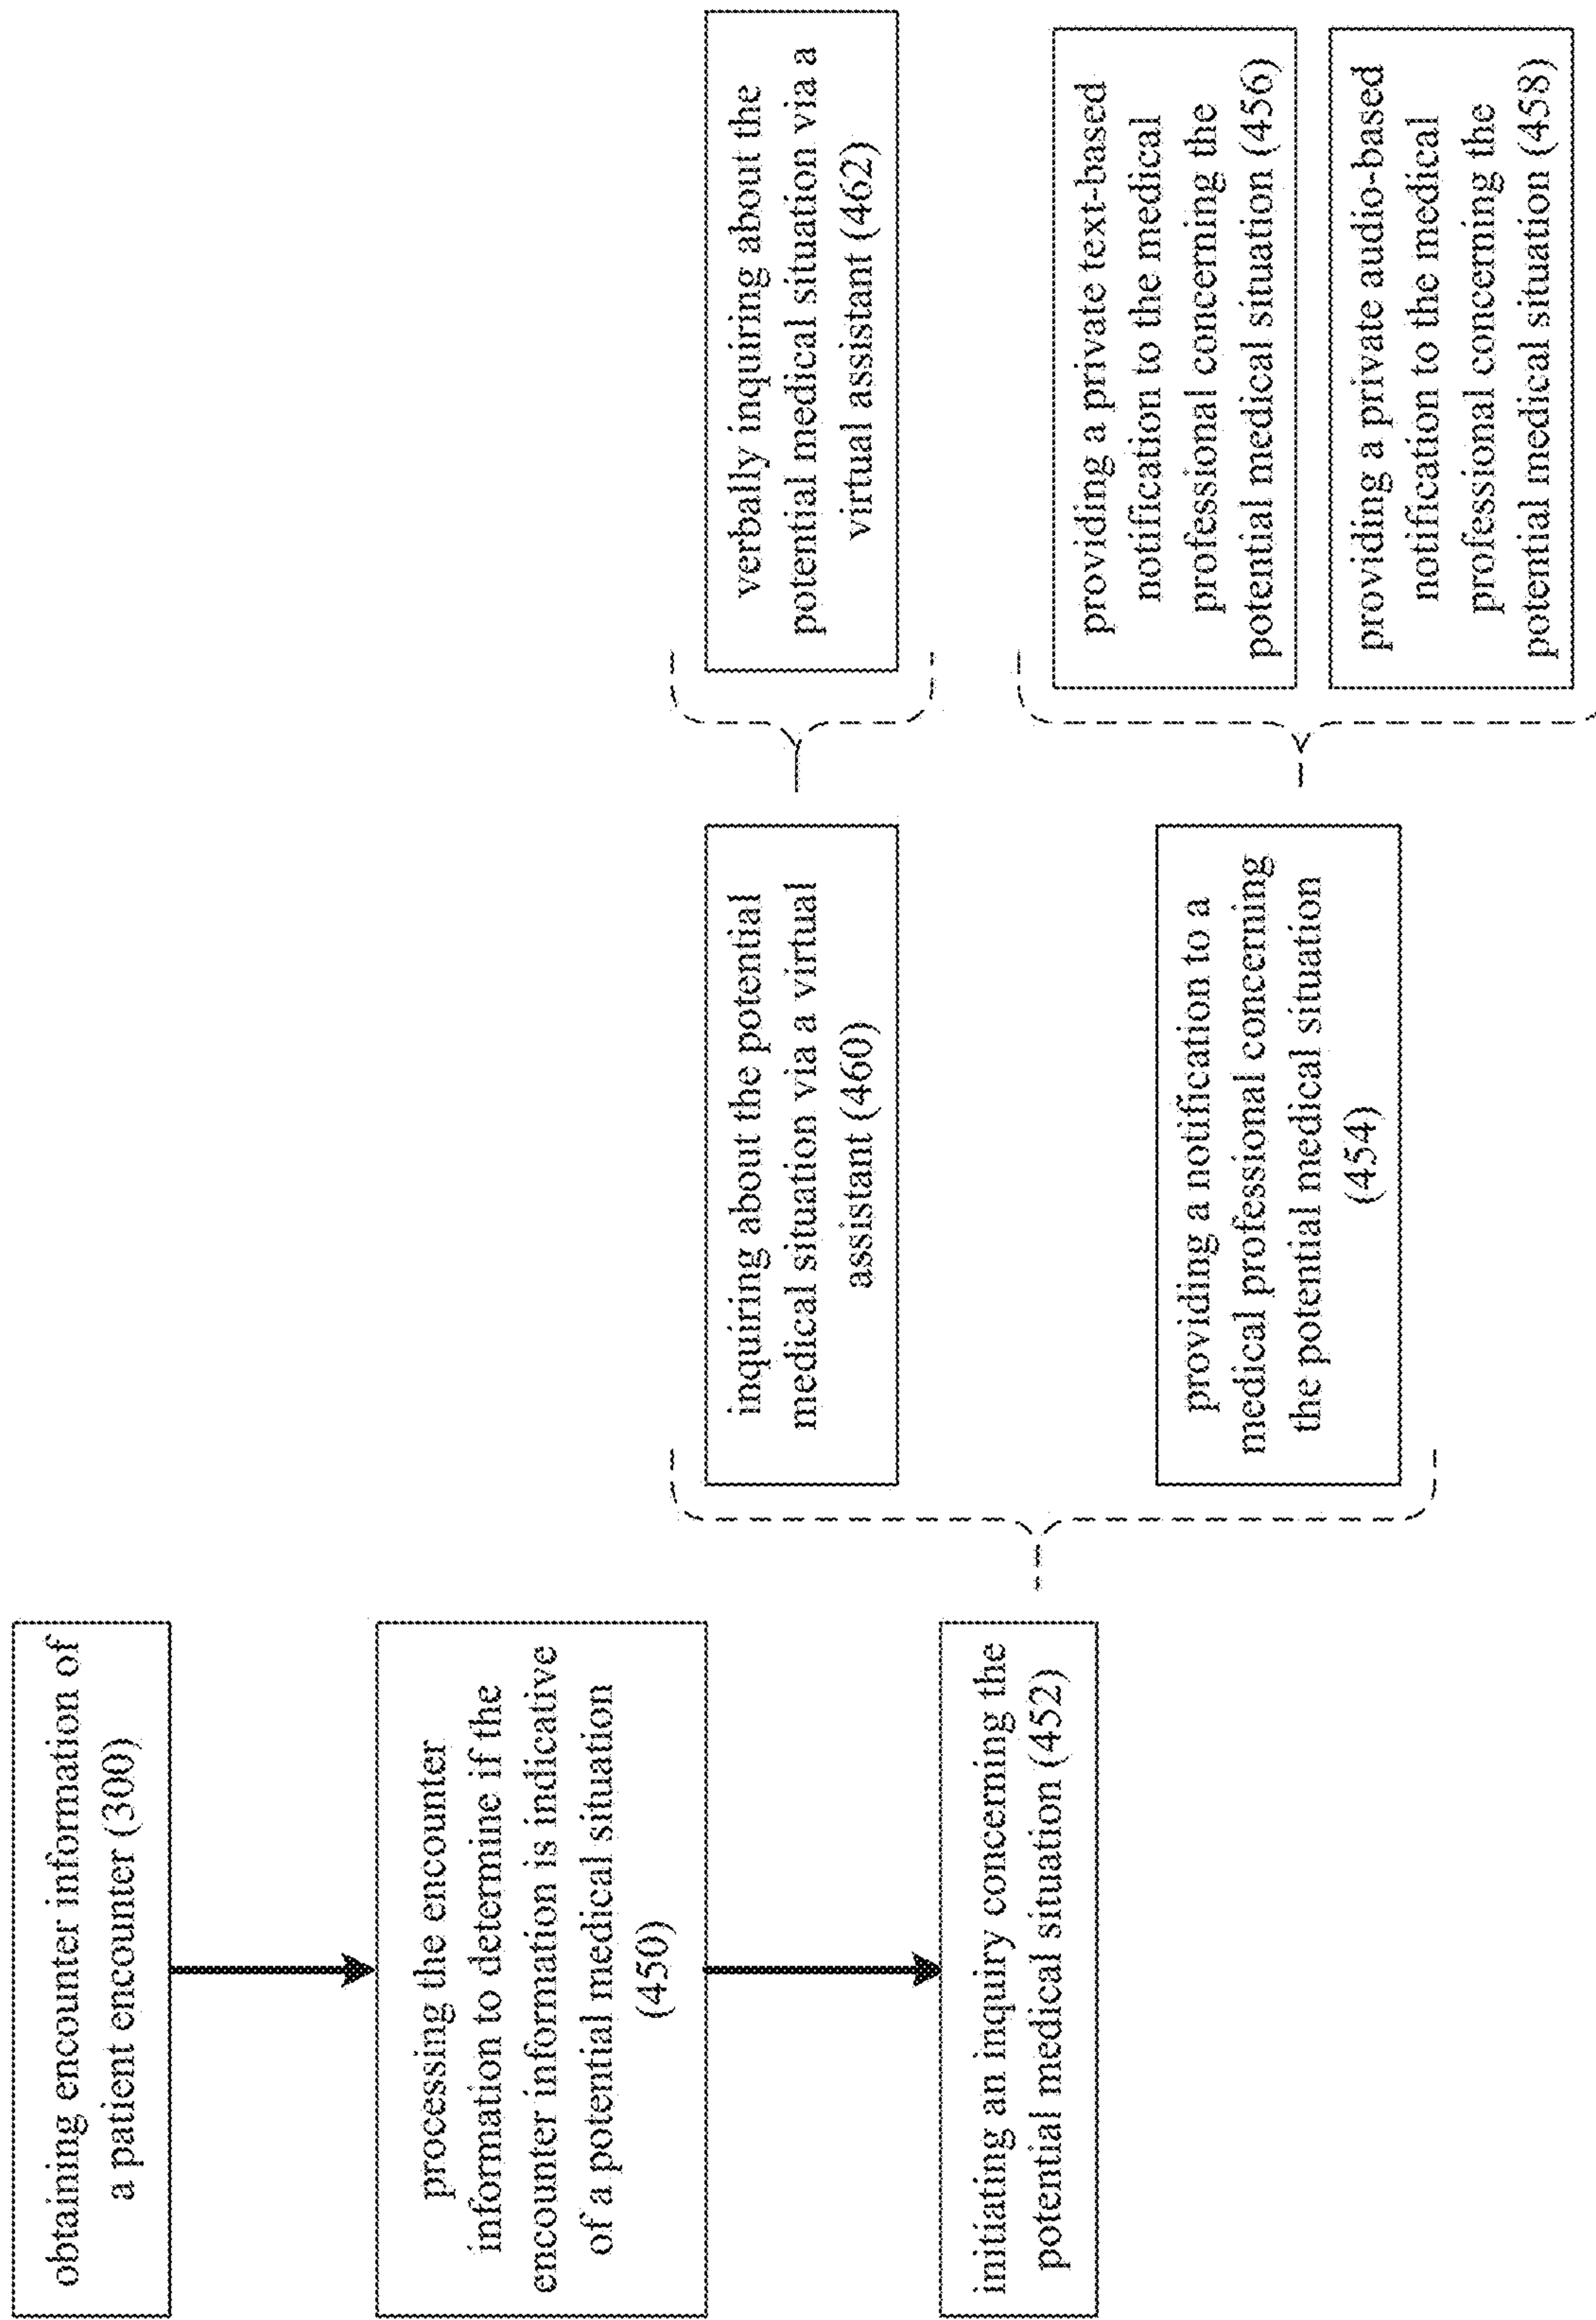 obtaining encounter information of
a patient encounter (300)
processing the encounter
information to determine if the
encounter information is indicative
of a potential medical situation
(450)
initiating an inquiry concerning the
potential medical situation (452)
inquiring about the potential
medical situation via a virtual
assistant (460)
providing a notification to a
medical professional concerning
the potential medical situation
(454)
verbally inquiring about the
potential medical situation via a
virtual assistant (462)
providing a private text-based
notification to the medical
professional concerning the
potential medical situation (456)
providing a private audio-based
notification to the medical
professional concerning the
potential medical situation (458)